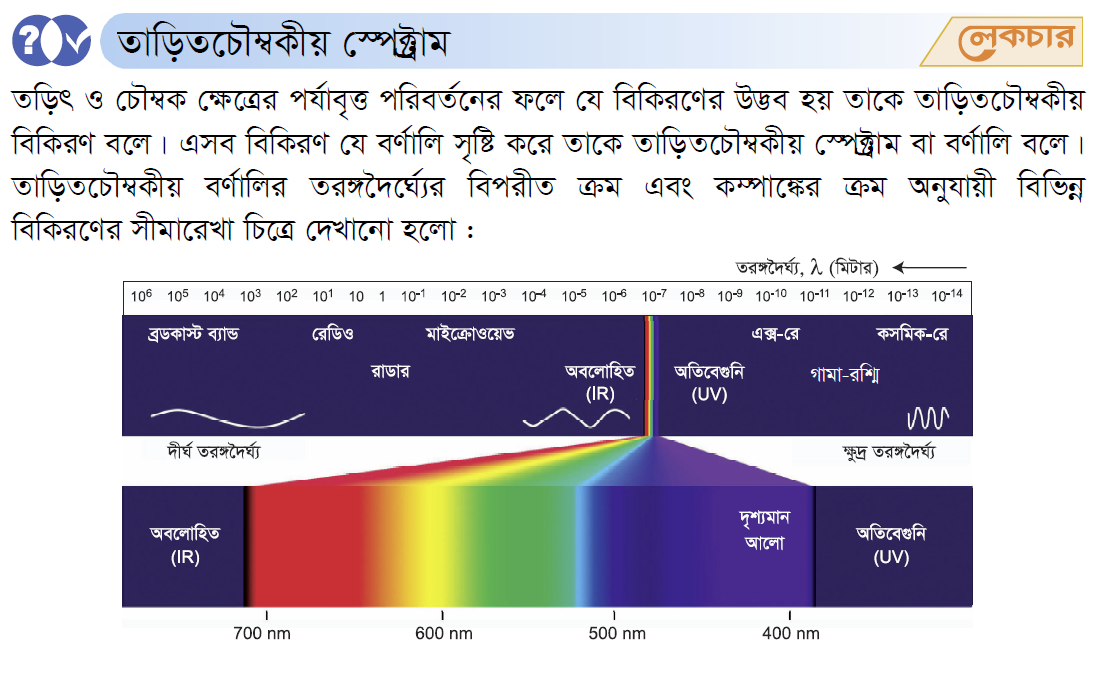 তাড়িতচৌম্বকীয় স্পেক্ট্রাম
লেকচার
তড়িৎ ও চৌম্বক ক্ষেত্রের পর্যাবৃত্ত পরিবর্তনের ফলে যে বিকিরণের উদ্ভব হয় তাকে তাড়িতচৌম্বকীয়
বিকিরণ বলে। এসব বিকিরণ যে বর্ণালি সৃষ্টি করে তাকে তাড়িতচৌম্বকীয় স্পেক্ট্রাম বা বর্ণালি বলে।
তাড়িতচৌম্বকীয় বর্ণালির তরঙ্গদৈর্ঘ্যের বিপরীত ক্রম এবং কম্পাঙ্কের ক্রম অনুযায়ী বিভিন্ন
বিকিরণের সীমারেখা চিত্রে দেখানো হলো :
তরঙ্গদৈর্ঘ্য, λ (মিটার) ←
10⁶ 10⁵ 10⁴ 10³ 10² 10¹ 10 1 10⁻¹ 10⁻² 10⁻³ 10⁻⁴ 10⁻⁵ 10⁻⁶ 10⁻⁷ 10⁻⁸ 10⁻⁹ 10⁻¹⁰ 10⁻¹¹ 10⁻¹² 10⁻¹³ 10⁻¹⁴
ব্রডকাস্ট ব্যান্ড রেডিও মাইক্রোওয়েভ এক্স-রে কসমিক-রে
রাডার অবলোহিত অতিবেগুনি গামা-রশ্মি
(IR) (UV)
দীর্ঘ তরঙ্গদৈর্ঘ্য ক্ষুদ্র তরঙ্গদৈর্ঘ্য
অবলোহিত দৃশ্যমান অতিবেগুনি
(IR) আলো (UV)
700 nm 600 nm 500 nm 400 nm